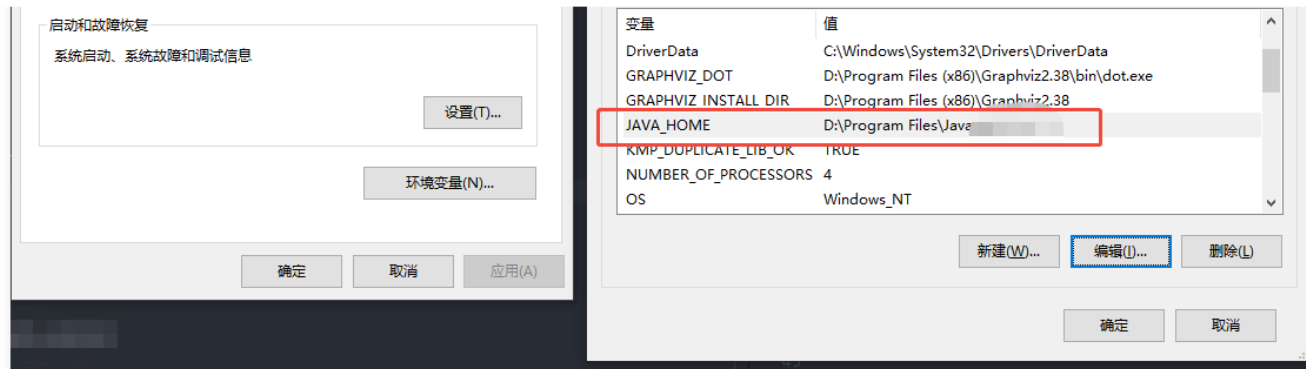 启动和故障恢复
系统启动、系统故障和调试信息
设置(T)...
环境变量(N)...
确定 取消 应用(A)
变量 值
DriverData C:\Windows\System32\Drivers\DriverData
GRAPHVIZ_DOT D:\Program Files (x86)\Graphviz2.38\bin\dot.exe
GRAPHVIZ_INSTALL_DIR D:\Program Files (x86)\Graphviz2.38
JAVA_HOME D:\Program Files\Java
KMP_DUPLICATE_LIB_OK TRUE
NUMBER_OF_PROCESSORS 4
OS Windows_NT
新建(W)... 编辑(I)... 删除(L)
确定 取消